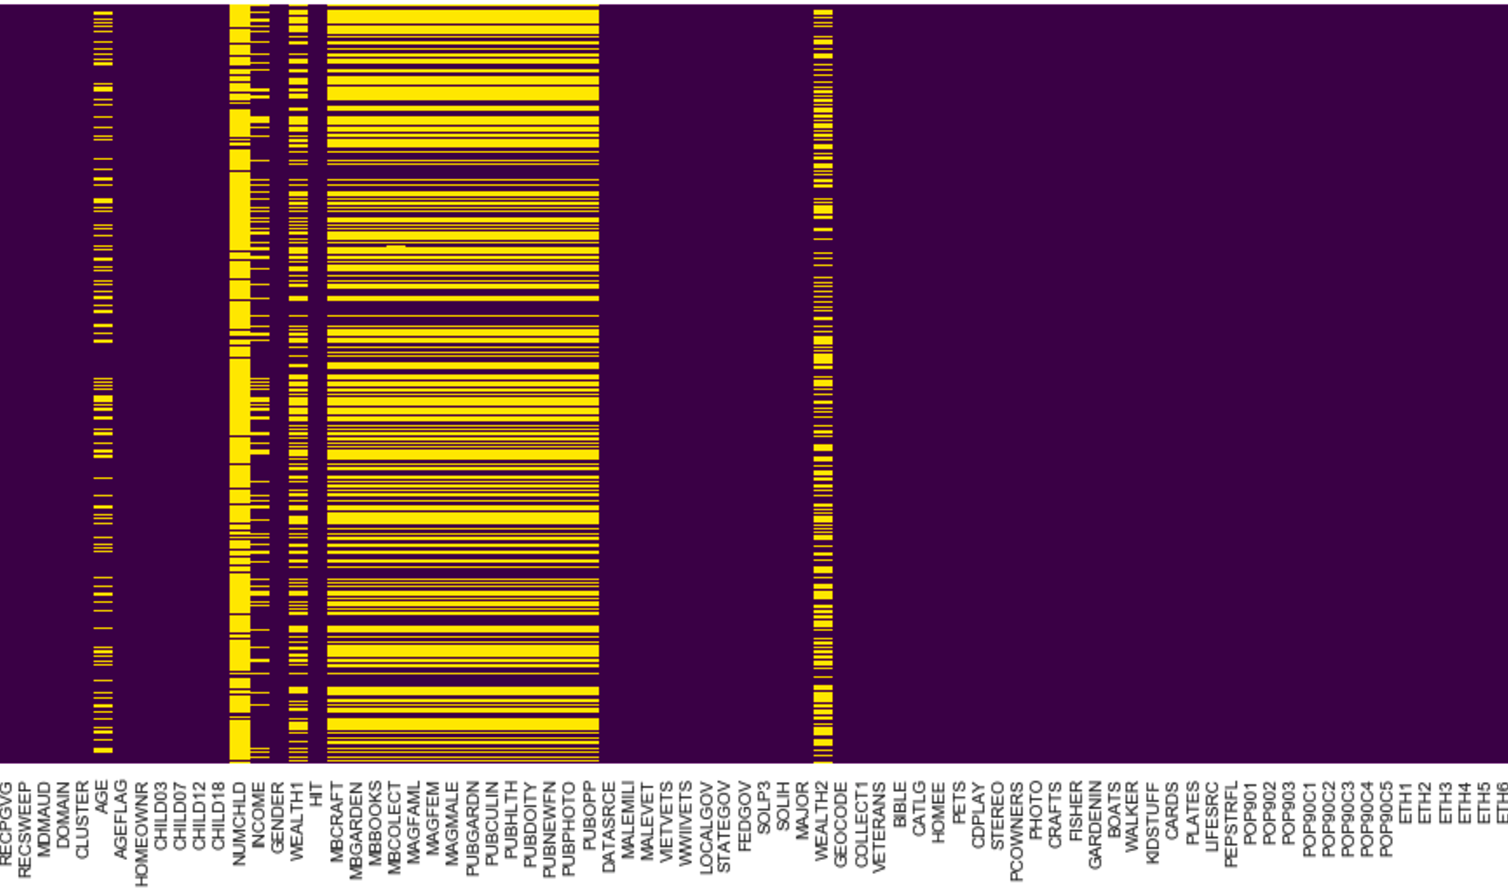 RECPGVG
RECSWEEP
MDMAUD
DOMAIN
CLUSTER
AGE
AGEFLAG
HOMEOWNR
CHILD03
CHILD07
CHILD12
CHILD18
NUMCHLD
INCOME
GENDER
WEALTH1
HIT
MBCRAFT
MBGARDEN
MBBOOKS
MBCOLECT
MAGFAML
MAGFEM
MAGMALE
PUBGARDN
PUBCULIN
PUBHLTH
PUBDOITY
PUBNEWFN
PUBPHOTO
PUBOPP
DATASRCE
MALEMILI
MALEVET
VIETVETS
WWIIVETS
LOCALGOV
STATEGOV
FEDGOV
SOLP3
SOLIH
MAJOR
WEALTH2
GEOCODE
COLLECT1
VETERANS
BIBLE
CATLG
HOMEE
PETS
CDPLAY
STEREO
PCOWNERS
PHOTO
CRAFTS
FISHER
GARDENIN
BOATS
WALKER
KIDSTUFF
CARDS
PLATES
LIFESRC
PEPSTRFL
POP901
POP902
POP903
POP90C1
POP90C2
POP90C3
POP90C4
POP90C5
ETH1
ETH2
ETH3
ETH4
ETH5
ETH6